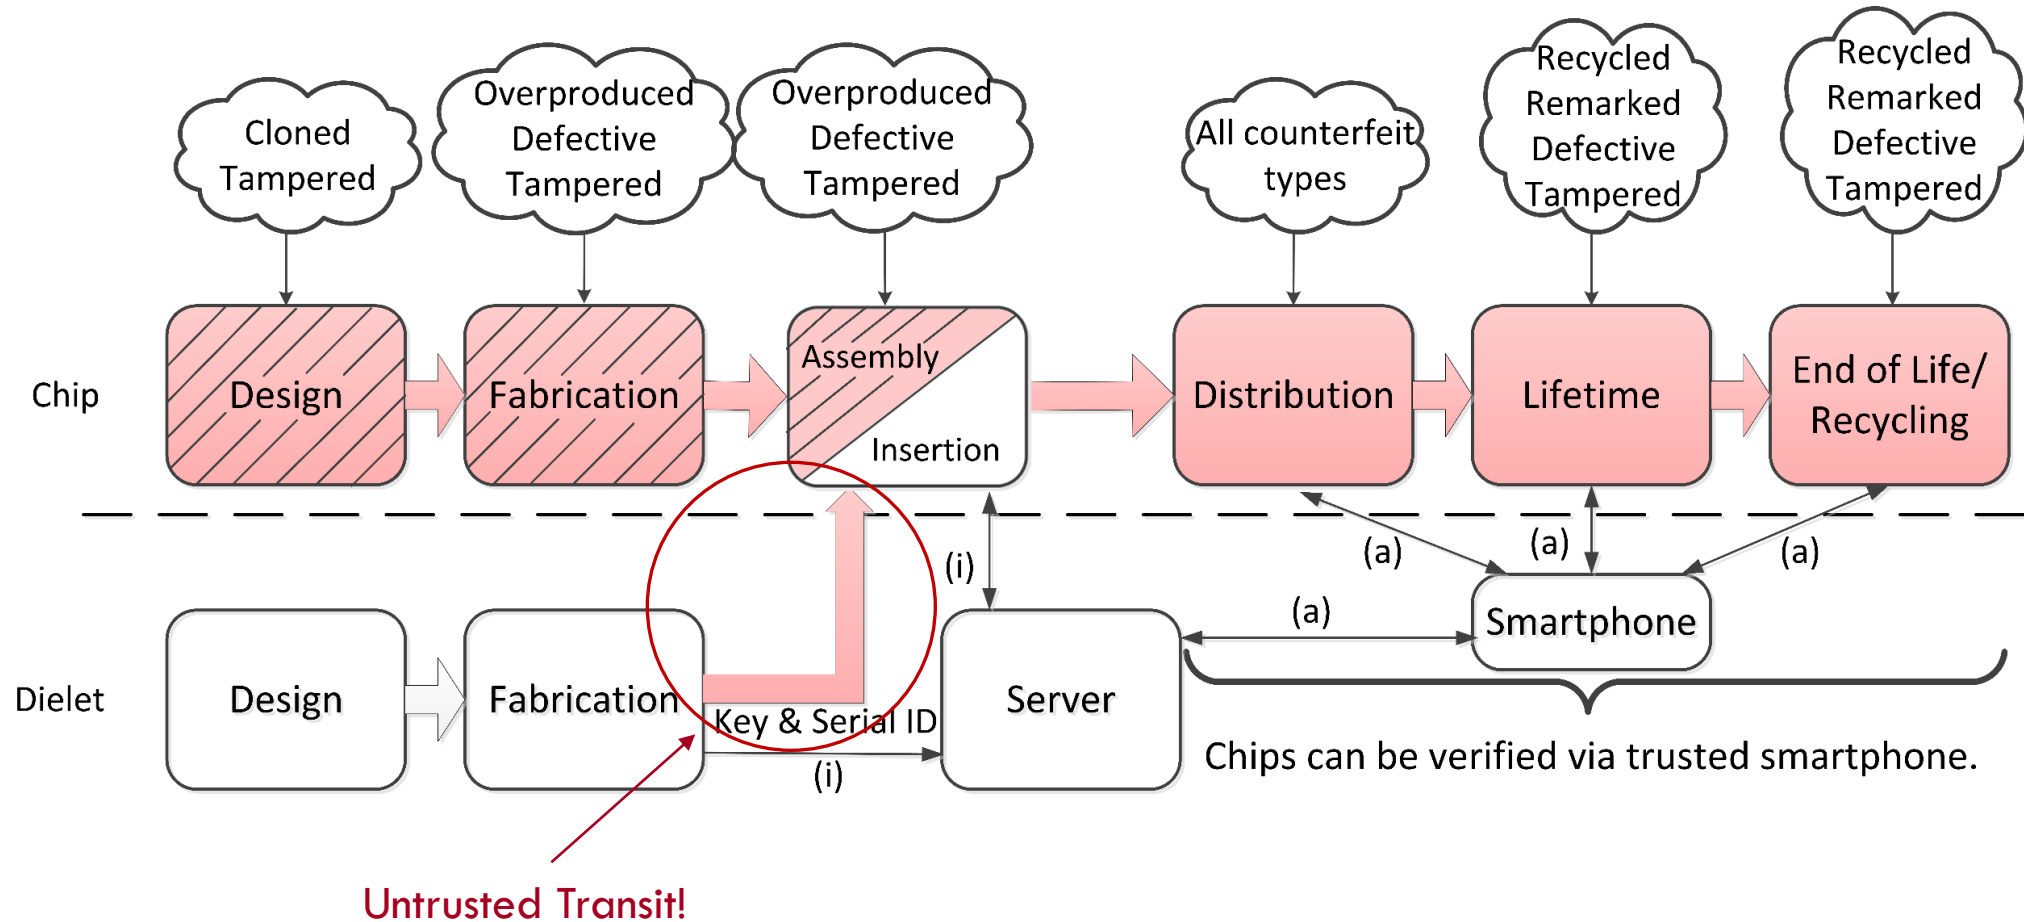 Cloned
Tampered
Overproduced
Defective
Tampered
Overproduced
Defective
Tampered
All counterfeit
types
Recycled
Remarked
Defective
Tampered
Recycled
Remarked
Defective
Tampered
Chip
Design
Fabrication
Assembly
Insertion
Distribution
Lifetime
End of Life/
Recycling
(i)
(a)
(a)
(a)
(a)
Smartphone
Dielet
Design
Fabrication
Key & Serial ID
(i)
Server
Chips can be verified via trusted smartphone.
Untrusted Transit!